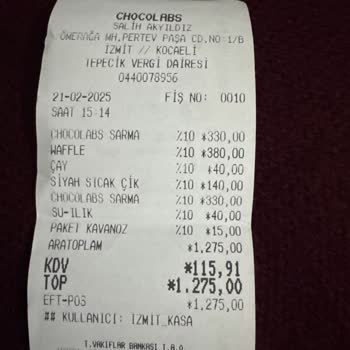 CHOCOLABS
SALİH AKYILDIZ
ÖMERAĞA MH.PERTEV PAŞA CD.NO 1/B
İZMİT // KOCAELİ
TEPECİK VERGİ DAİRESİ
0440078956
21-02-2025 FİŞ NO: 0010
SAAT 15:14
CHOCOLABS SARMA %10 *330,00
WAFFLE %10 *380,00
ÇAY %10 *40,00
SİYAH SICAK ÇİK %10 *140,00
CHOCOLABS SARMA %10 *330,00
SU-ILIK %10 *40,00
PAKET KAVANOZ %10 *15,00
ARATOPLAM *1.275,00
KDV *115,91
TOP *1.275,00
EFT-POS *1.275,00
## KULLANICI: İZMİT_KASA
T.VAKIFLAR BANKASI T.A.O